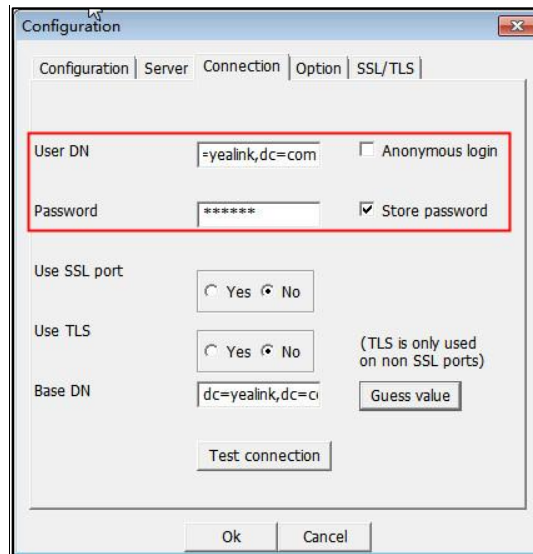 Configuration
Configuration Server Connection Option SSL/TLS
User DN =yealink,dc=com Anonymous login
Password ****** Store password
Use SSL port Yes No
Use TLS Yes No (TLS is only used
on non SSL ports)
Base DN dc=yealink,dc=c Guess value
Test connection
Ok Cancel